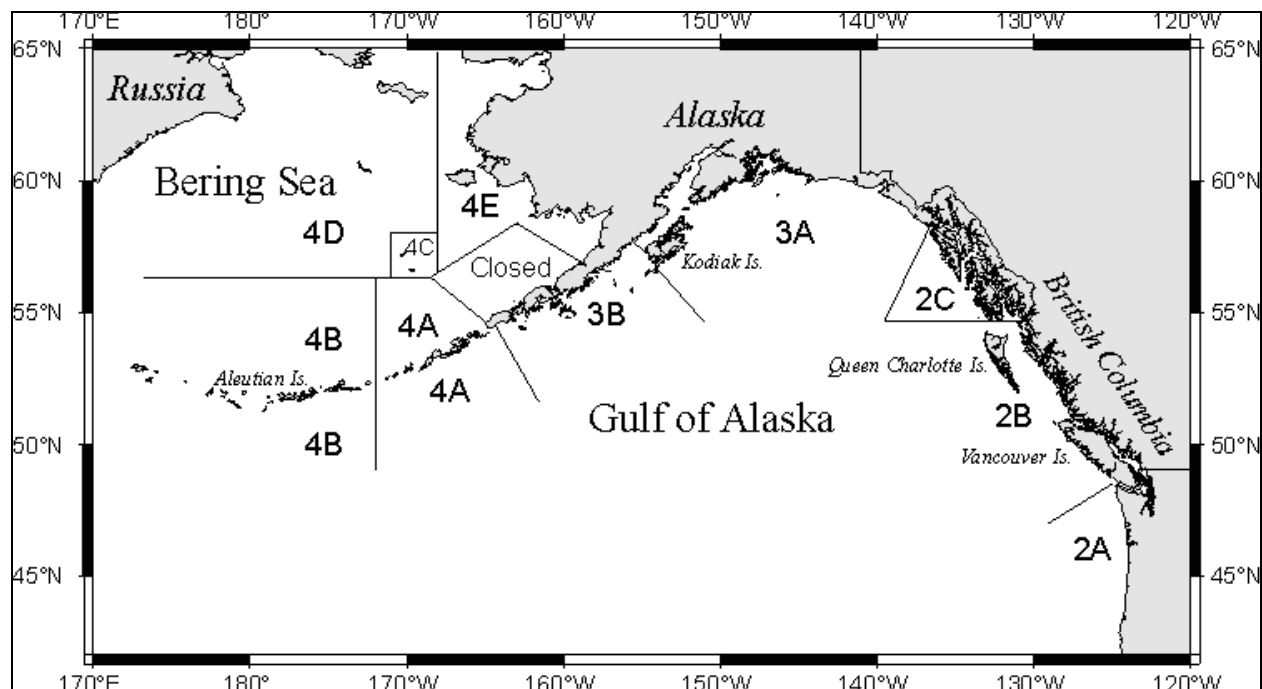 170°E 180° 170°W 160°W 150°W 140°W 130°W 120°W
65°N 65°N
Russia
Alaska
Bering Sea
60°N 60°N
4E
4D
3A
4C
Closed
Kodiak Is.
2C
British Columbia
55°N 55°N
4B
4A
3B
Queen Charlotte Is.
Aleutian Is.
4A
Gulf of Alaska
2B
50°N 50°N
4B
Vancouver Is.
2A
45°N 45°N
170°E 180° 170°W 160°W 150°W 140°W 130°W 120°W